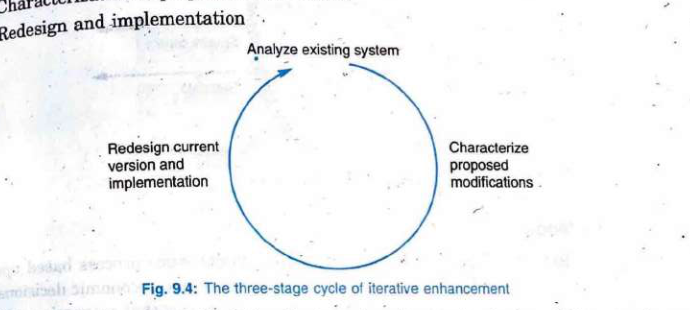 Redesign and implementation
Analyze existing system
Redesign current
version and
implementation
Characterize
proposed
modifications
Fig. 9.4: The three-stage cycle of iterative enhancement